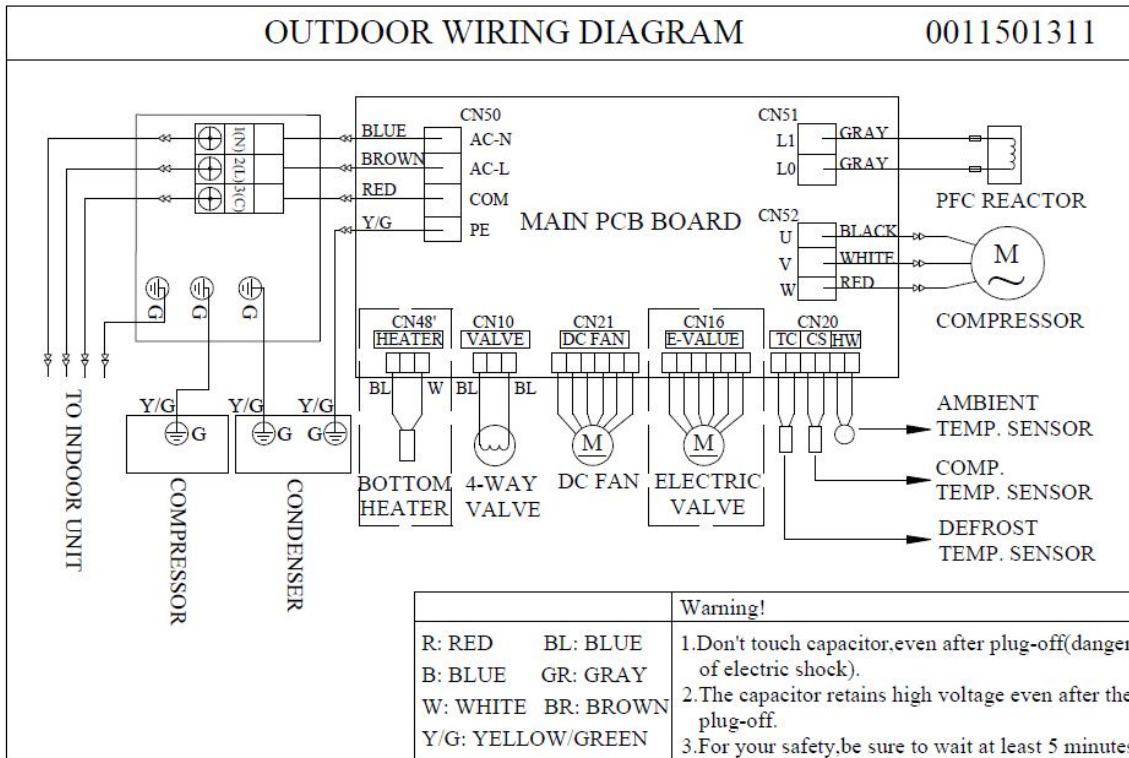 OUTDOOR WIRING DIAGRAM 0011501311
CN50
CN51
1(N) 2(L) 3(C)
BLUE AC-N
BROWN AC-L
RED COM
Y/G PE
MAIN PCB BOARD
L1 GRAY
L0 GRAY
PFC REACTOR
CN52
U BLACK
V WHITE
W RED
M
COMPRESSOR
G G G
CN48' CN10 CN21 CN16 CN20
HEATER VALVE DC FAN E-VALUE TC CS HW
BL W BL BL
TO INDOOR UNIT
Y/G Y/G Y/G
G G G
COMPRESSOR
CONDENSER
M M
BOTTOM
HEATER
4-WAY
VALVE
DC FAN
ELECTRIC
VALVE
AMBIENT
TEMP. SENSOR
COMP.
TEMP. SENSOR
DEFROST
TEMP. SENSOR
R: RED BL: BLUE
B: BLUE GR: GRAY
W: WHITE BR: BROWN
Y/G: YELLOW/GREEN
Warning!
1.Don't touch capacitor,even after plug-off(danger
of electric shock).
2.The capacitor retains high voltage even after the
plug-off.
3.For your safety,be sure to wait at least 5 minutes